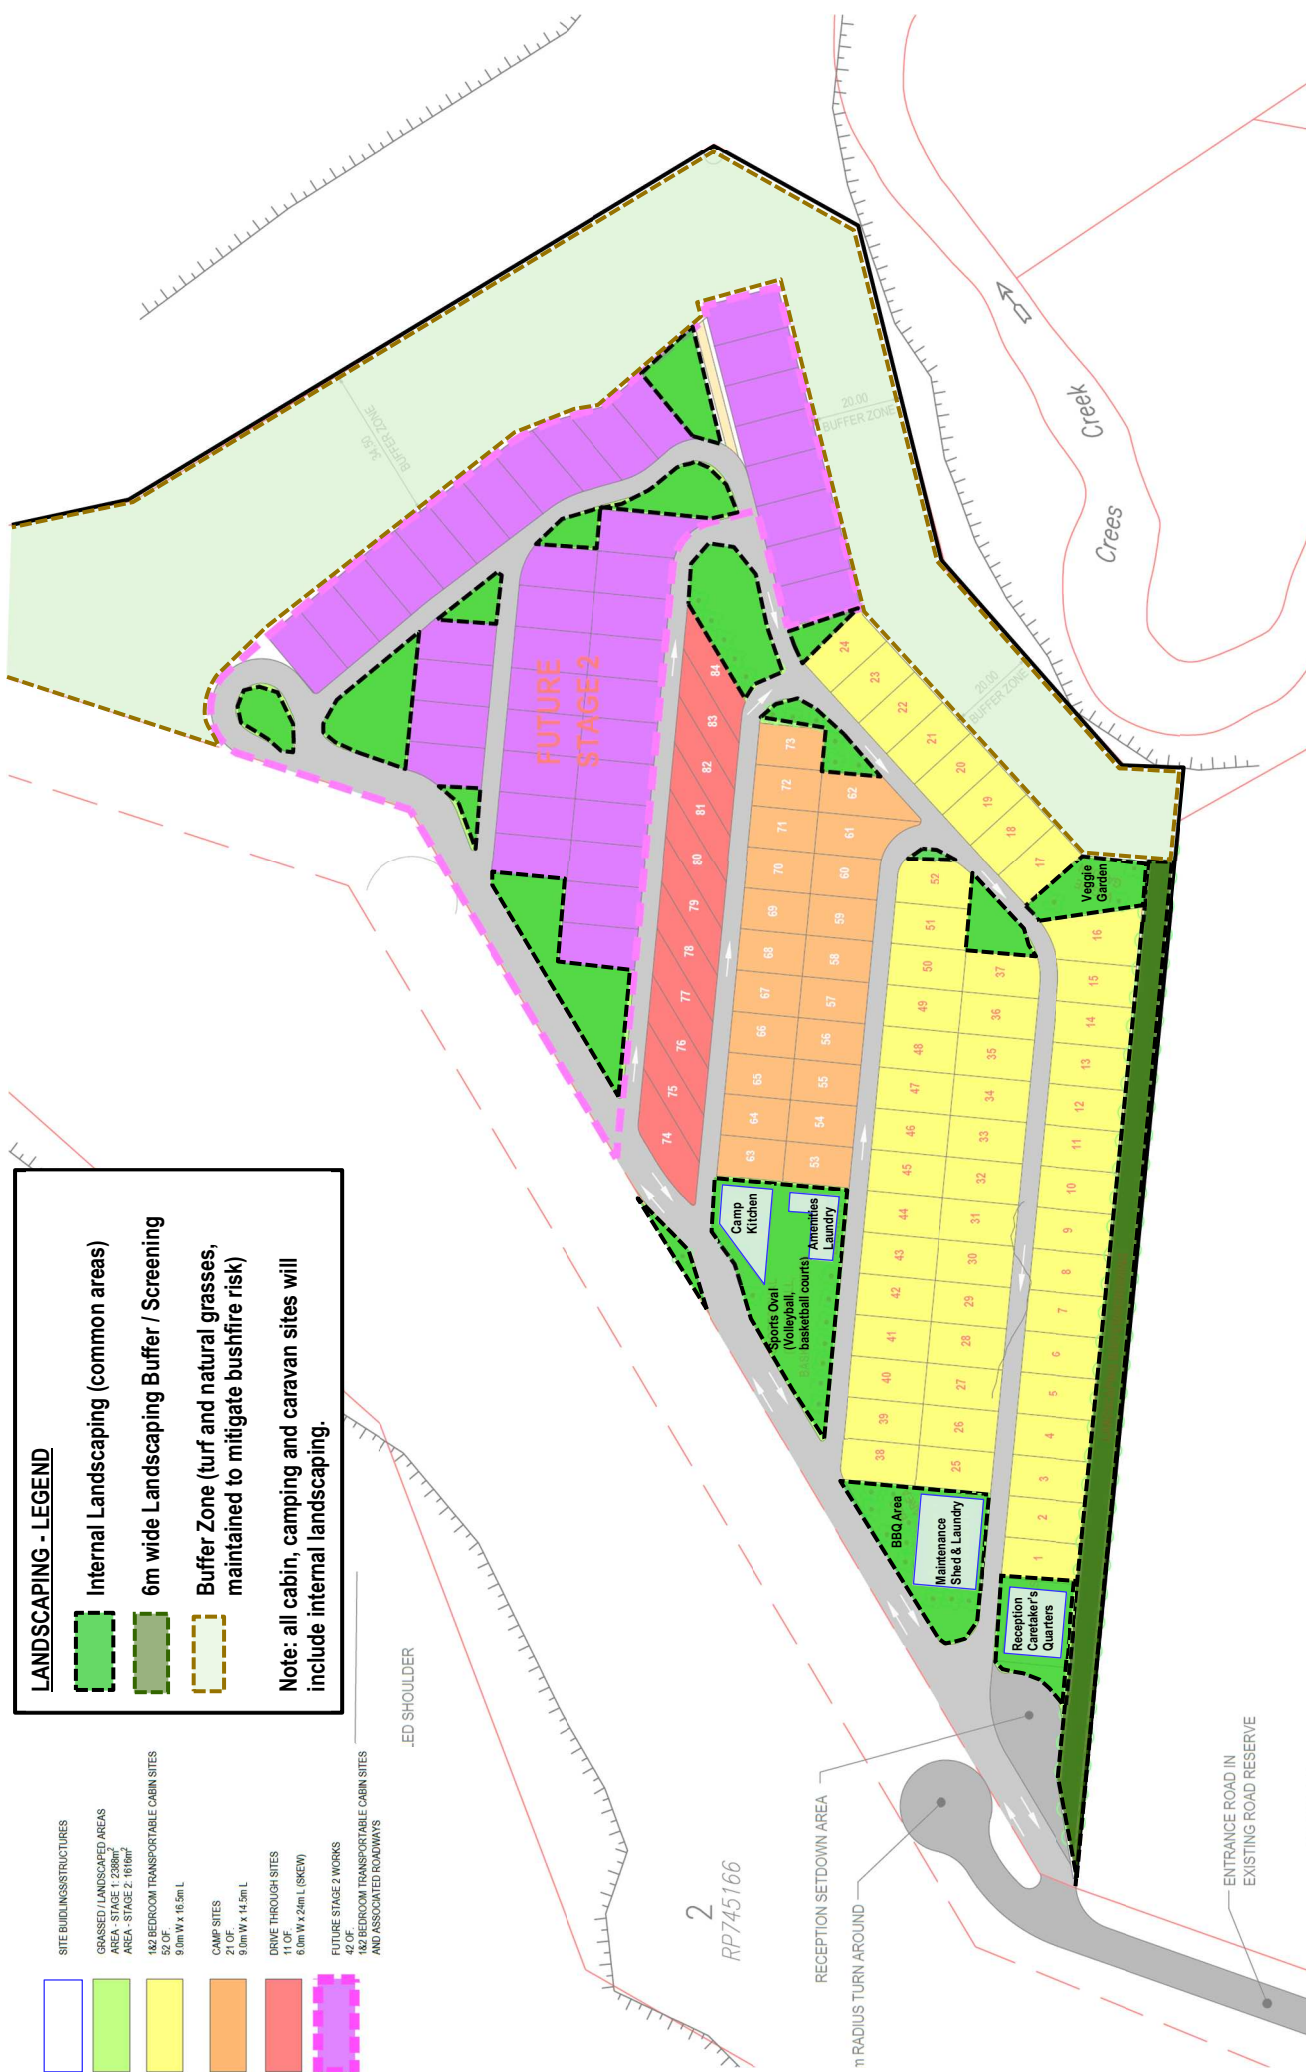 LANDSCAPING - LEGEND
Internal Landscaping (common areas)
6m wide Landscaping Buffer / Screening
Buffer Zone (turf and natural grasses,
maintained to mitigate bushfire risk)
Note: all cabin, camping and caravan sites will
include internal landscaping.
SITE BUIDLINGS/STRUCTURES
GRASSED / LANDSCAPED AREAS
AREA - STAGE 1: 2388m²
AREA - STAGE 2: 1616m²
1&2 BEDROOM TRANSPORTABLE CABIN SITES
52 OF.
9.0m W x 16.5m L
CAMP SITES
21 OF.
9.0m W x 14.5m L
DRIVE THROUGH SITES
11 OF.
6.0m W x 24m L (SKEW)
FUTURE STAGE 2 WORKS
42 OF.
1&2 BEDROOM TRANSPORTABLE CABIN SITES
AND ASSOCIATED ROADWAYS
ED SHOULDER
2
RP745166
RECEPTION SETDOWN AREA
m RADIUS TURN AROUND
ENTRANCE ROAD IN
EXISTING ROAD RESERVE
34.50
BUFFER ZONE
20.00
BUFFER ZONE
20.00
BUFFER ZONE
Crees
Creek
FUTURE
STAGE 2
74
75
76
77
78
79
80
81
82
83
84
63
64
65
66
67
68
69
70
71
72
73
53
54
55
56
57
58
59
60
61
62
38
39
40
41
42
43
44
45
46
47
48
49
50
51
52
25
26
27
28
29
30
31
32
33
34
35
36
37
1
2
3
4
5
6
7
8
9
10
11
12
13
14
15
16
17
18
19
20
21
22
23
24
Camp
Kitchen
Amenities
Laundry
Sports Oval
(Volleyball,
basketball courts)
BBQ Area
Maintenance
Shed & Laundry
Reception
Caretaker's
Quarters
Veggie
Garden